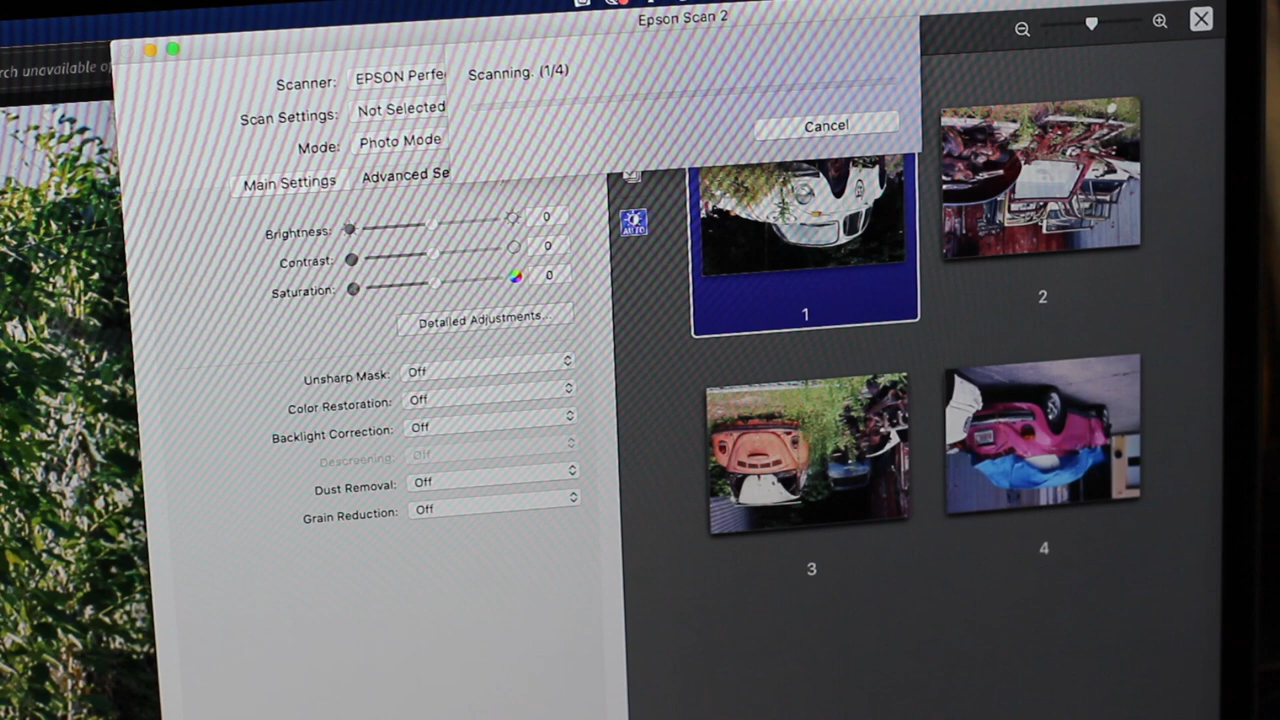 Epson Scan 2
Scanner: EPSON Perfe
Scanning. (1/4)
Scan Settings: Not Selected
Cancel
Mode: Photo Mode
Main Settings Advanced Se
Brightness: 0
AUTO
Contrast: 0
Saturation: 0
Detailed Adjustments...
1
2
Unsharp Mask: Off
Color Restoration: Off
Backlight Correction: Off
Descreening: Off
Dust Removal: Off
Grain Reduction: Off
3
4
rch unavailable